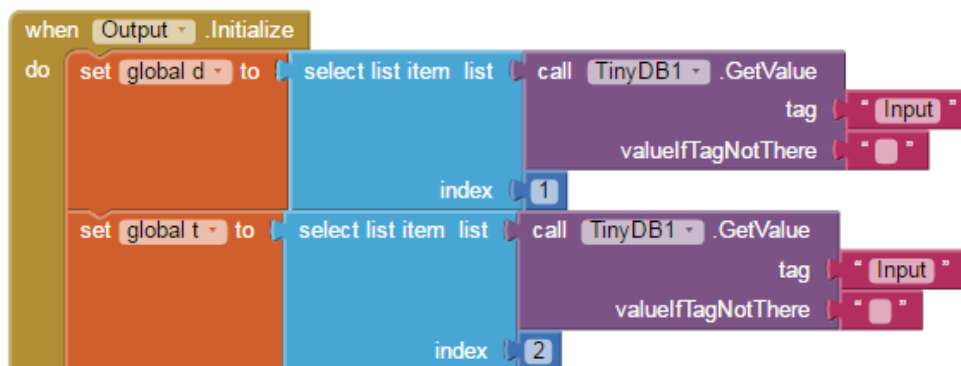 when Output .Initialize
do set global d to select list item list call TinyDB1 .GetValue
tag " Input "
valueIfTagNotThere " "
index 1
set global t to select list item list call TinyDB1 .GetValue
tag " Input "
valueIfTagNotThere " "
index 2